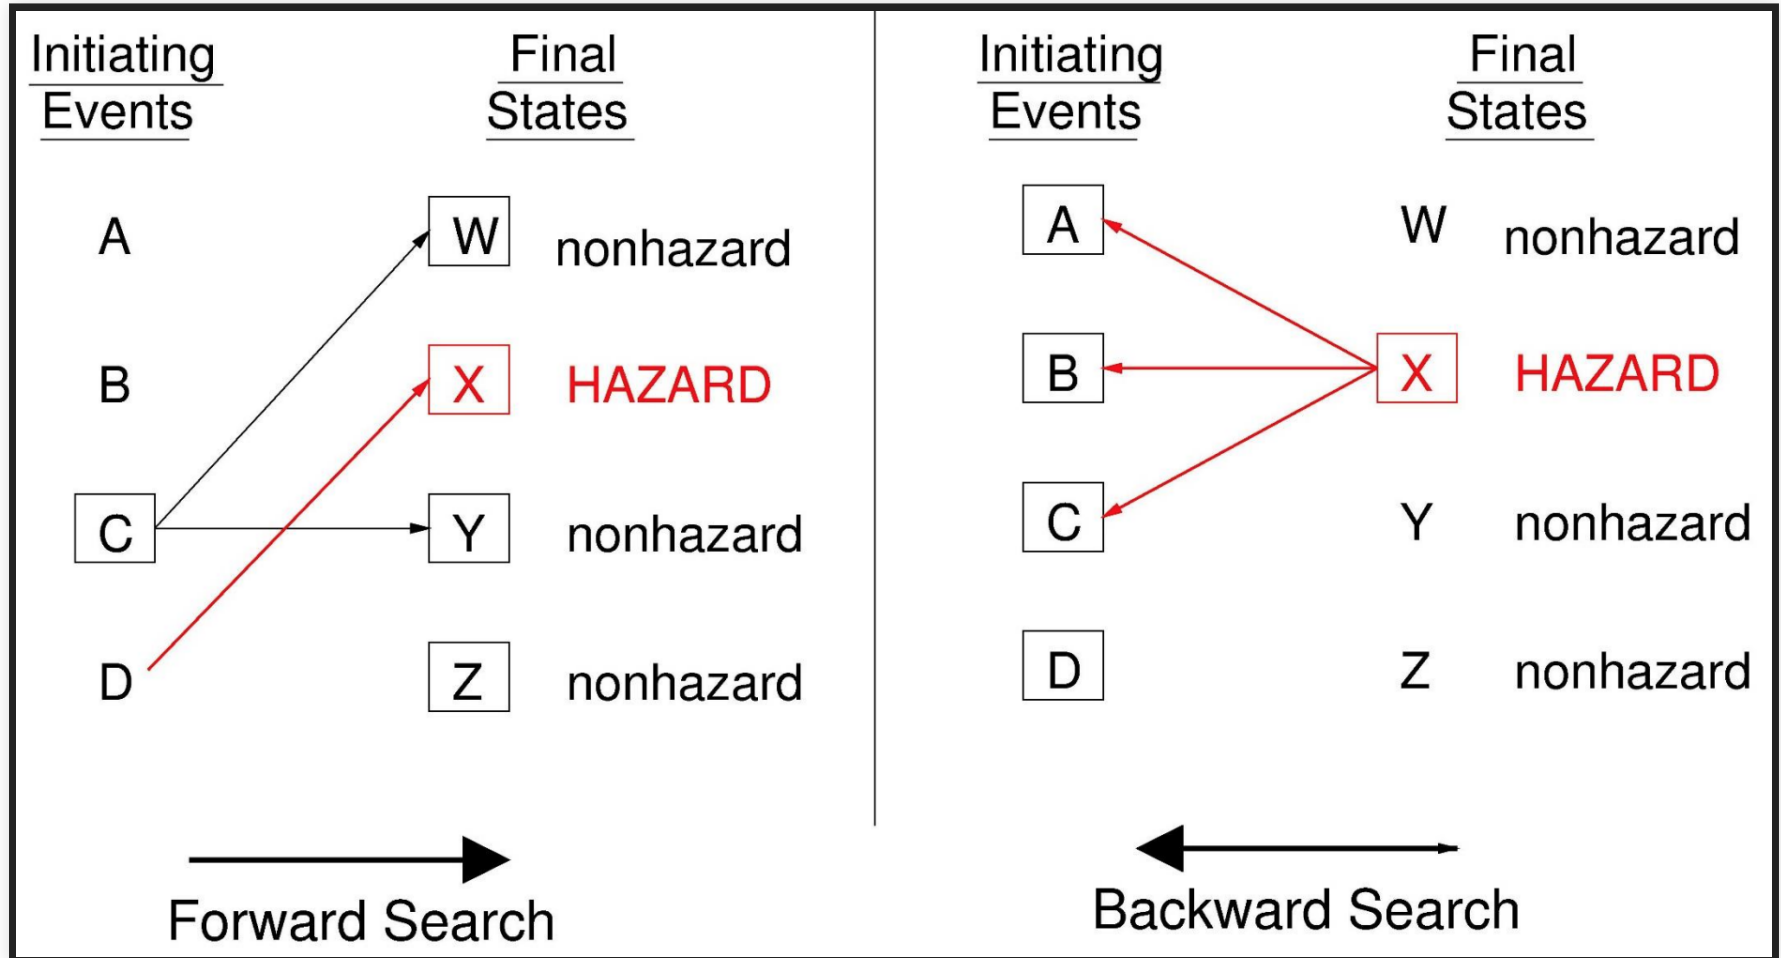 Initiating
Events
Final
States
A
W nonhazard
B
X HAZARD
C
Y nonhazard
D
Z nonhazard
Forward Search
Initiating
Events
Final
States
A
W nonhazard
B
X HAZARD
C
Y nonhazard
D
Z nonhazard
Backward Search